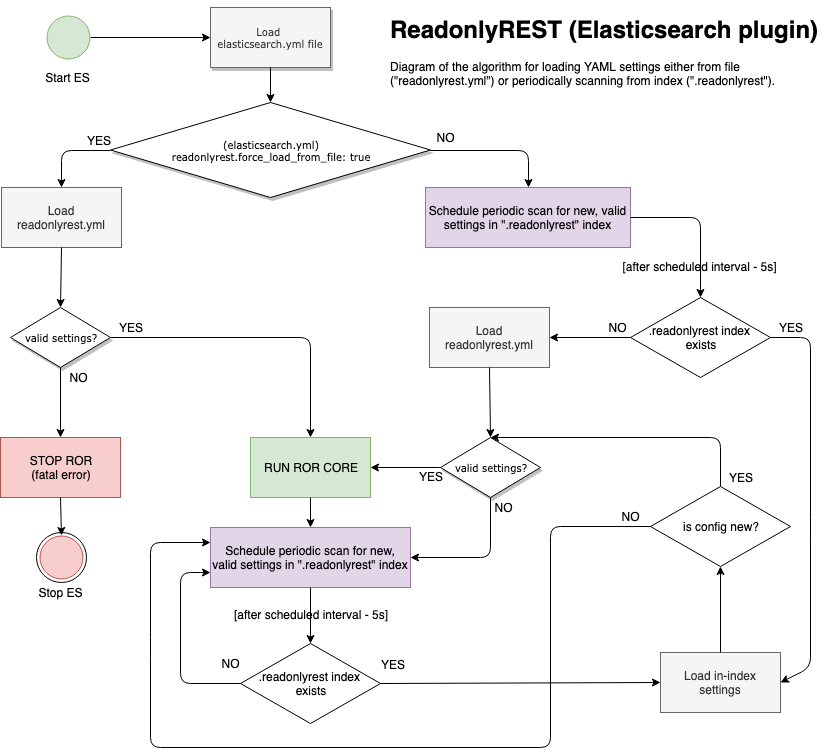 ReadonlyREST (Elasticsearch plugin)
Diagram of the algorithm for loading YAML settings either from file
("readonlyrest.yml") or periodically scanning from index (".readonlyrest").
Start ES
Load
elasticsearch.yml file
YES
(elasticsearch.yml)
readonlyrest.force_load_from_file: true
NO
Load
readonlyrest.yml
Schedule periodic scan for new, valid
settings in ".readonlyrest" index
[after scheduled interval - 5s]
valid settings?
YES
NO
Load
readonlyrest.yml
NO
.readonlyrest index
exists
YES
STOP ROR
(fatal error)
RUN ROR CORE
YES
valid settings?
NO
YES
is config new?
NO
Stop ES
Schedule periodic scan for new,
valid settings in ".readonlyrest" index
[after scheduled interval - 5s]
NO
.readonlyrest index
exists
YES
Load in-index
settings